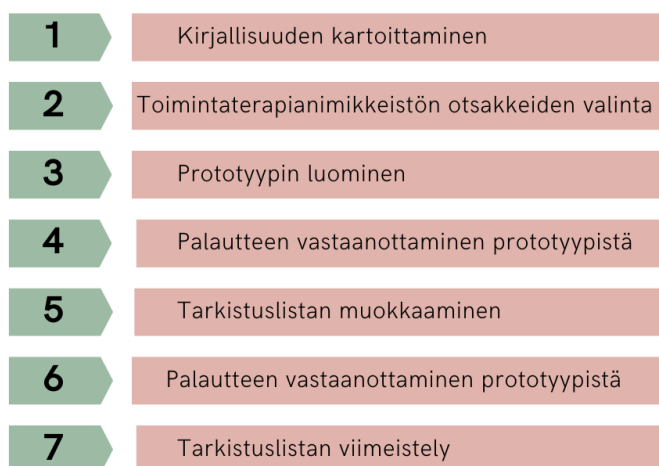 1 Kirjallisuuden kartoittaminen
2 Toimintaterapianimikkeistön otsakkeiden valinta
3 Prototyypin luominen
4 Palautteen vastaanottaminen prototyypistä
5 Tarkistuslistan muokkaaminen
6 Palautteen vastaanottaminen prototyypistä
7 Tarkistuslistan viimeistely